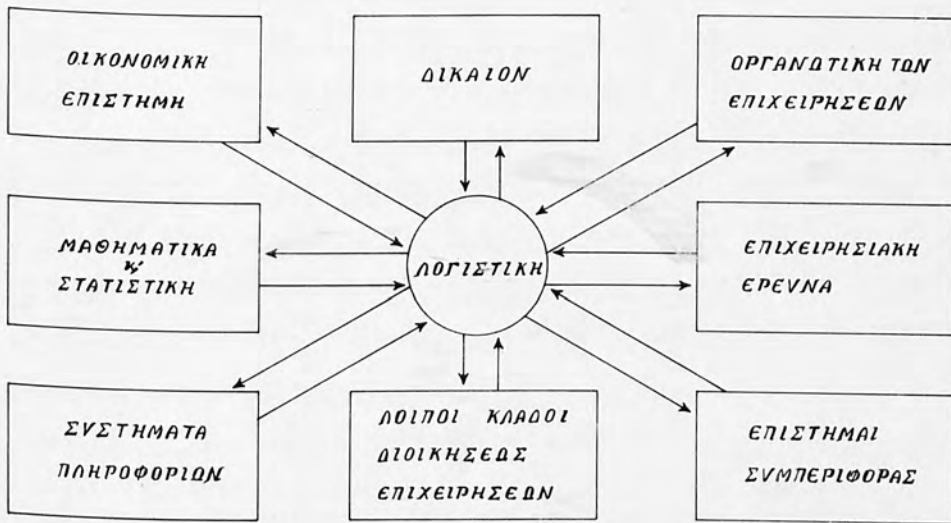 ΟΙΚΟΝΟΜΙΚΗ
ΕΠΙΣΤΗΜΗ
ΔΙΚΑΙΟΝ
ΟΡΓΑΝΩΤΙΚΗ ΤΩΝ
ΕΠΙΧΕΙΡΗΣΕΩΝ
ΜΑΘΗΜΑΤΙΚΑ
κ'
ΣΤΑΤΙΣΤΙΚΗ
ΛΟΓΙΣΤΙΚΗ
ΕΠΙΧΕΙΡΗΣΙΑΚΗ
ΕΡΕΥΝΑ
ΣΥΣΤΗΜΑΤΑ
ΠΛΗΡΟΦΟΡΙΩΝ
ΛΟΙΠΟΙ ΚΛΑΔΟΙ
ΔΙΟΙΚΗΣΕΩΣ
ΕΠΙΧΕΙΡΗΣΕΩΝ
ΕΠΙΣΤΗΜΑΙ
ΣΥΜΠΕΡΙΦΟΡΑΣ